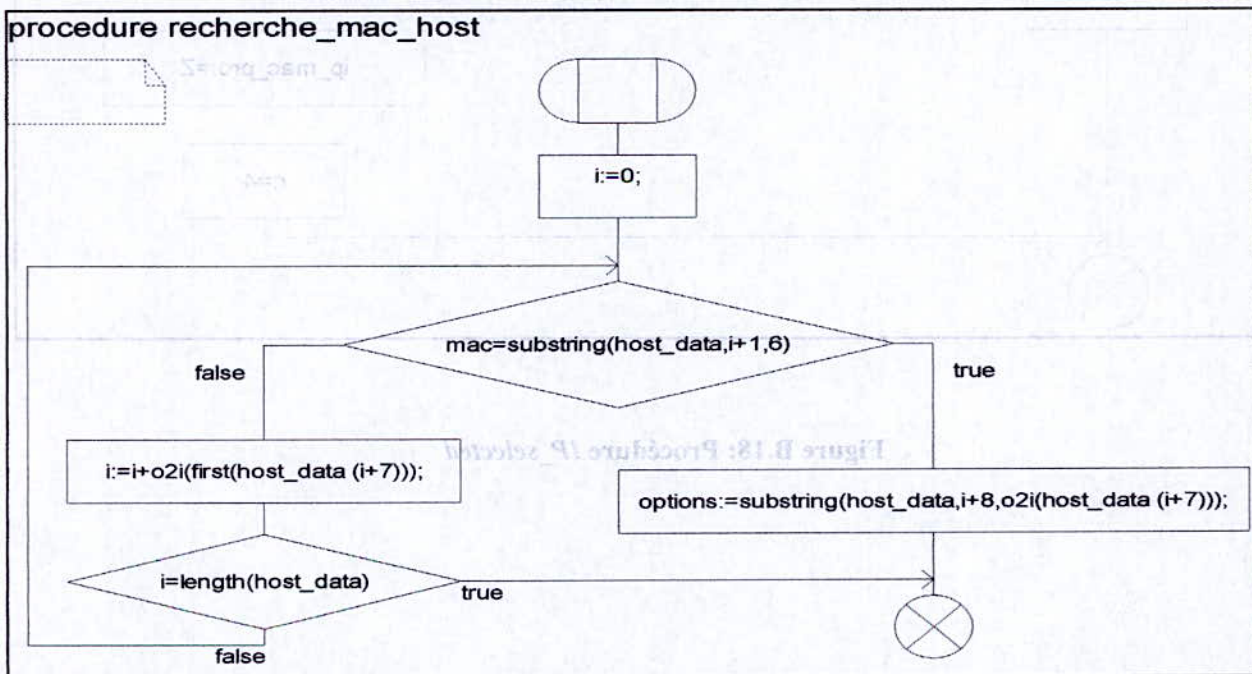 procedure recherche_mac_host
ip_mac_pro:=Z
i:=0;
mac=substring(host_data,i+1,6)
false
true
Figure B.18: Procédure IP_selected
i:=i+o2i(first(host_data (i+7)));
options:=substring(host_data,i+8,o2i(host_data (i+7)));
i=length(host_data)
true
false